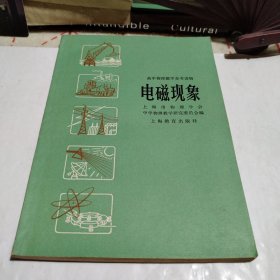 高中物理教学参考读物
电磁现象
上海市物理学会
中学物理教学研究委员会编
上海教育出版社